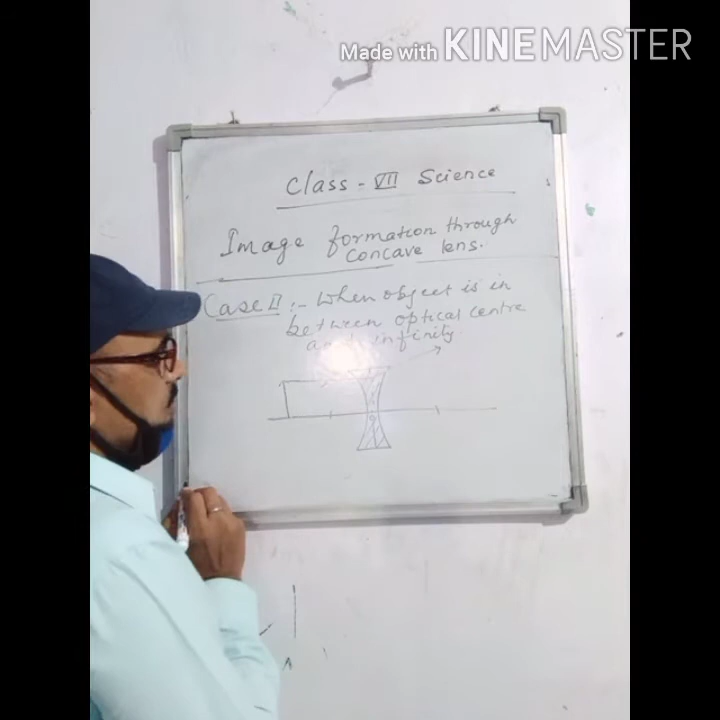 Made with KINEMASTER
Class - VII Science
Image formation through
concave lens.
Case II :- When object is in
between optical centre
and infinity
A